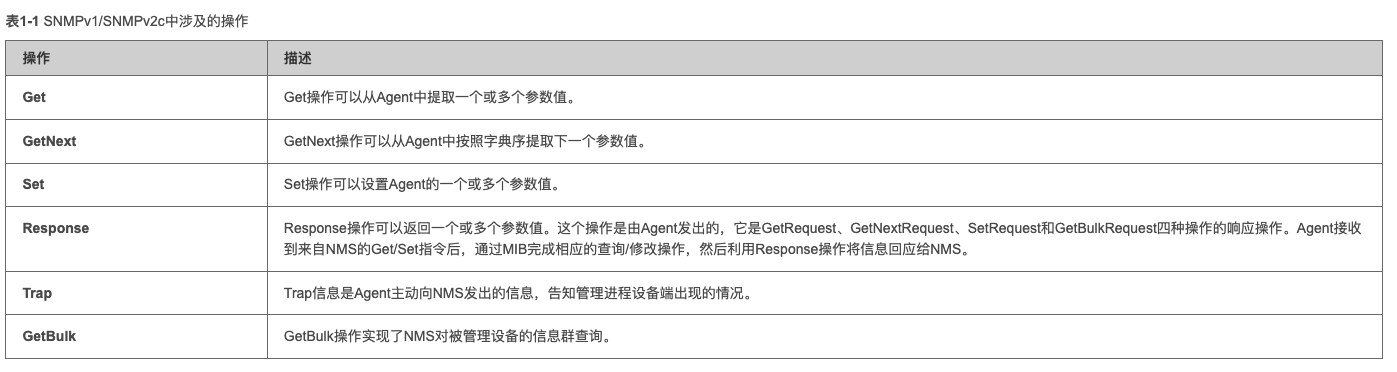 表1-1 SNMPv1/SNMPv2c中涉及的操作
操作 描述
Get Get操作可以从Agent中提取一个或多个参数值。
GetNext GetNext操作可以从Agent中按照字典序提取下一个参数值。
Set Set操作可以设置Agent的一个或多个参数值。
Response Response操作可以返回一个或多个参数值。这个操作是由Agent发出的，它是GetRequest、GetNextRequest、SetRequest和GetBulkRequest四种操作的响应操作。Agent接收
到来自NMS的Get/Set指令后，通过MIB完成相应的查询/修改操作，然后利用Response操作将信息回应给NMS。
Trap Trap信息是Agent主动向NMS发出的信息，告知管理进程设备端出现的情况。
GetBulk GetBulk操作实现了NMS对被管理设备的信息群查询。